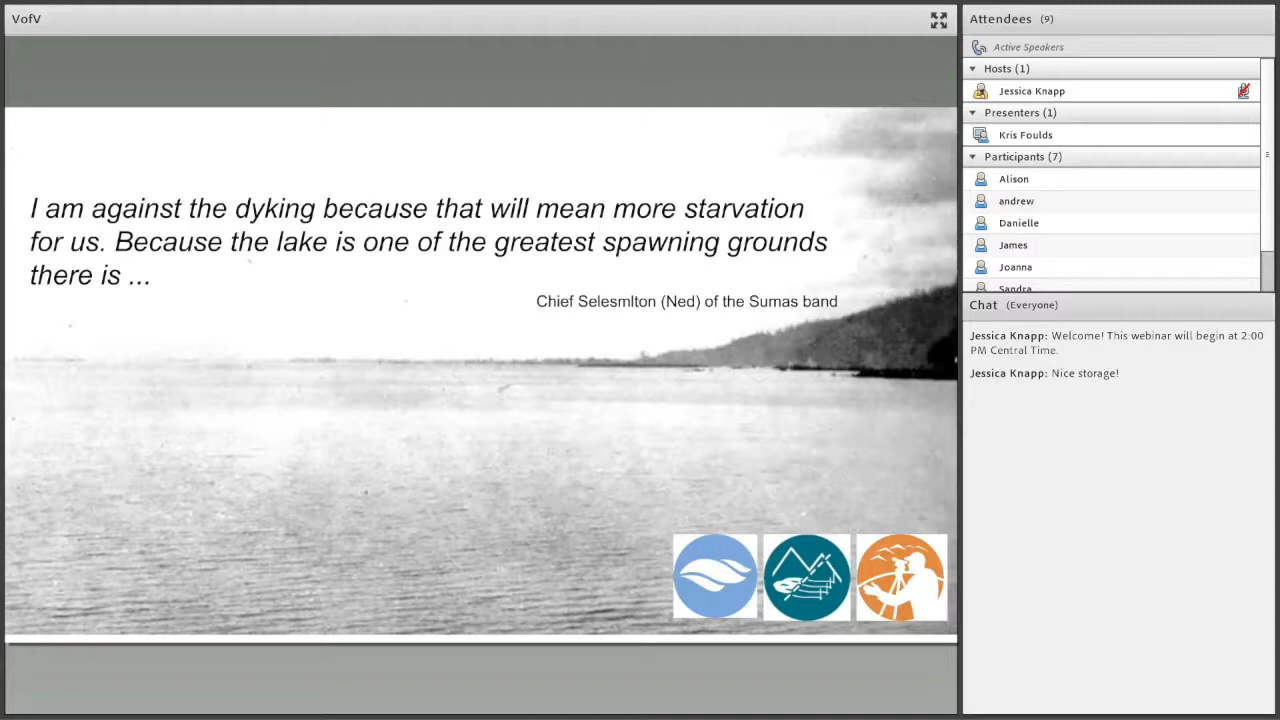 VofV
I am against the dyking because that will mean more starvation
for us. Because the lake is one of the greatest spawning grounds
there is ...
Chief Selesmlton (Ned) of the Sumas band
Attendees (9)
Active Speakers
Hosts (1)
Jessica Knapp
Presenters (1)
Kris Foulds
Participants (7)
Alison
andrew
Danielle
James
Joanna
Sandra
Chat (Everyone)
Jessica Knapp: Welcome! This webinar will begin at 2:00
PM Central Time.
Jessica Knapp: Nice storage!